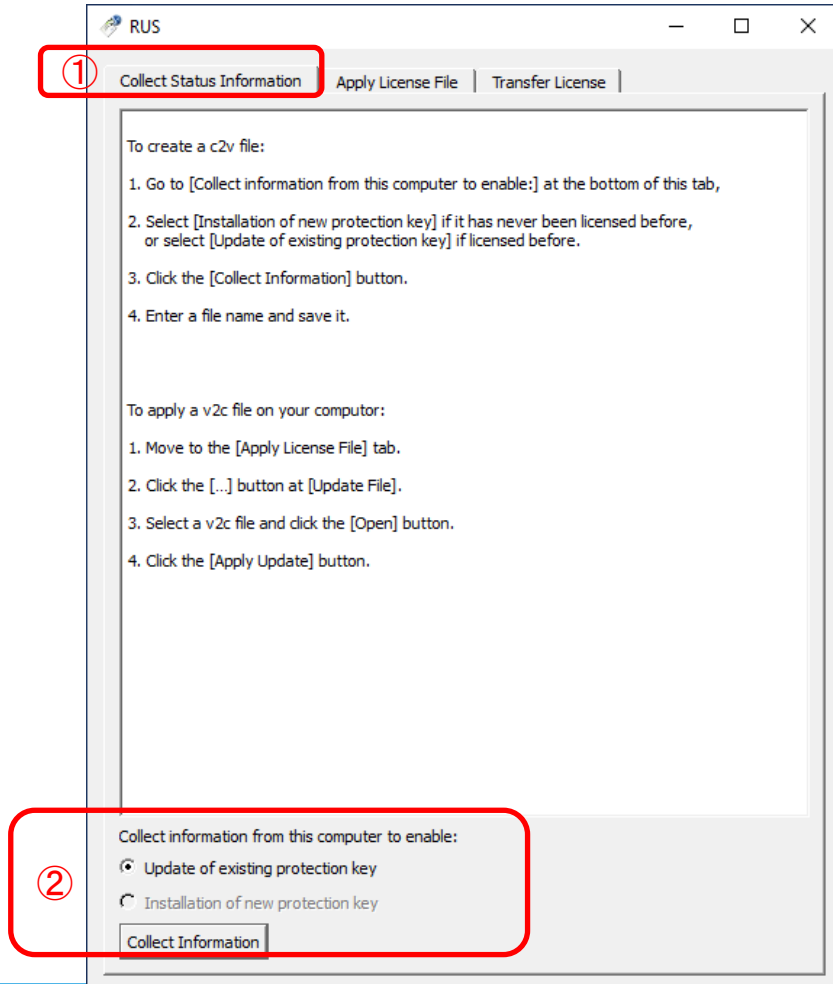 RUS
①
Collect Status Information
Apply License File
Transfer License
To create a c2v file:
1. Go to [Collect information from this computer to enable:] at the bottom of this tab,
2. Select [Installation of new protection key] if it has never been licensed before,
or select [Update of existing protection key] if licensed before.
3. Click the [Collect Information] button.
4. Enter a file name and save it.
To apply a v2c file on your computor:
1. Move to the [Apply License File] tab.
2. Click the [...] button at [Update File].
3. Select a v2c file and click the [Open] button.
4. Click the [Apply Update] button.
②
Collect information from this computer to enable:
Update of existing protection key
Installation of new protection key
Collect Information